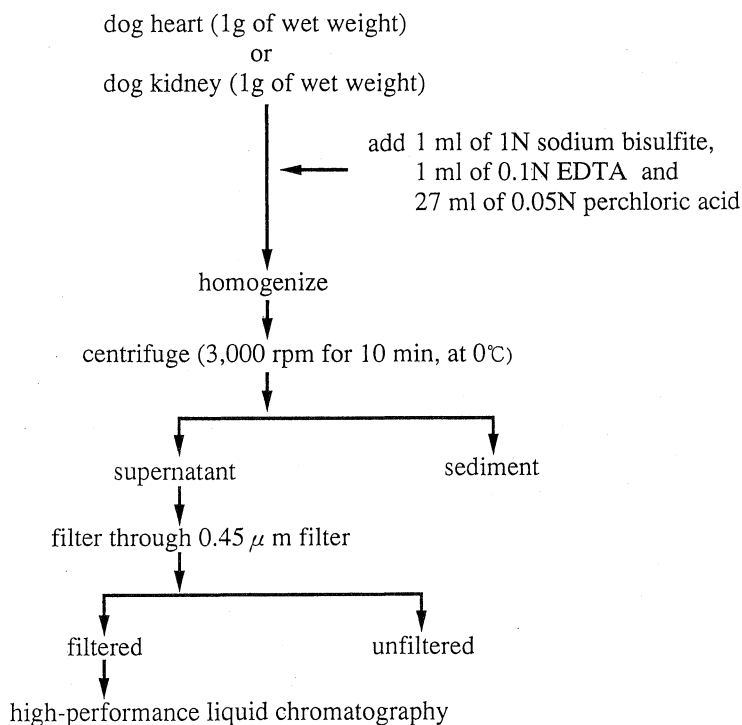 dog heart (1g of wet weight)
or
dog kidney (1g of wet weight)
add 1 ml of 1N sodium bisulfite,
1 ml of 0.1N EDTA and
27 ml of 0.05N perchloric acid
homogenize
centrifuge (3,000 rpm for 10 min, at 0℃)
supernatant
sediment
filter through 0.45 μ m filter
filtered
unfiltered
high-performance liquid chromatography